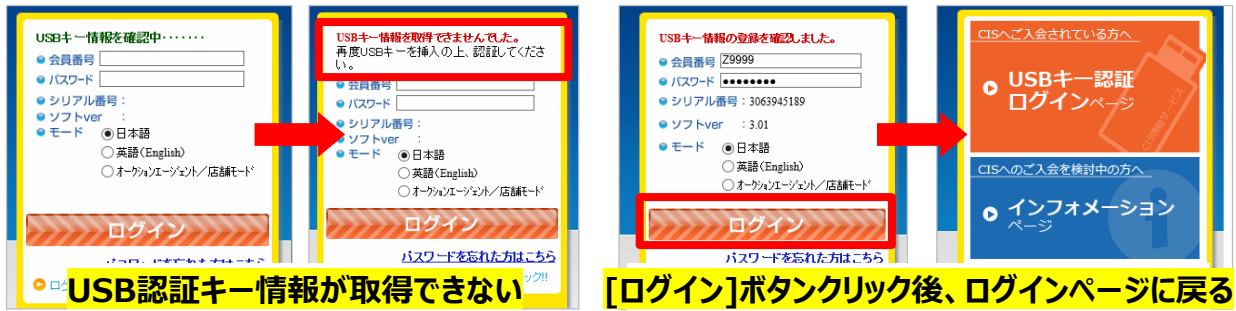 USBキー情報を確認中・・・・・・・
会員番号
パスワード
シリアル番号：
ソフトver　：
モード　日本語
英語(English)
オークションエージェント／店舗モード
ログイン
USBキー情報を取得できませんでした。
再度USBキーを挿入の上、認証してくださ
い。
会員番号
パスワード
シリアル番号：
ソフトver　：
モード　日本語
英語(English)
オークションエージェント／店舗モード
ログイン
パスワードを忘れた方はこちら
USB認証キー情報が取得できない
USBキー情報の登録を確認しました。
会員番号 Z9999
パスワード ●●●●●●●●
シリアル番号：3063945189
ソフトver　：3.01
モード　日本語
英語(English)
オークションエージェント／店舗モード
ログイン
パスワードを忘れた方はこちら
CISへご入会されている方へ
USBキー認証
ログインページ
CIS情報サービス
CISへのご入会を検討中の方へ
インフォメーション
ページ
[ログイン]ボタンクリック後、ログインページに戻る